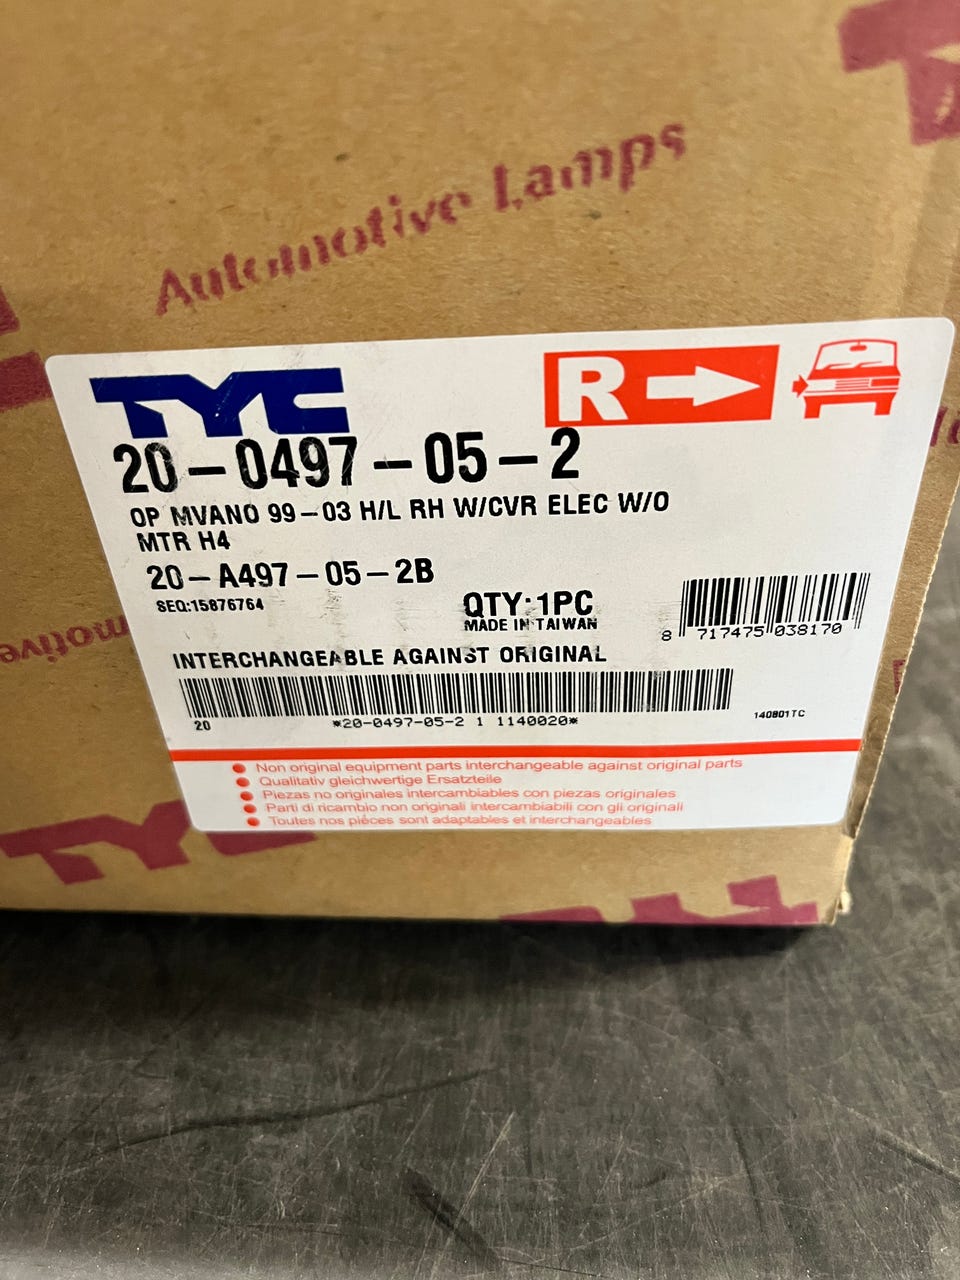 Automotive Lamps
TYC
R
20-0497-05-2
OP MVANO 99-03 H/L RH W/CVR ELEC W/O
MTR H4
20-A497-05-2B
SEQ:15876764
QTY:1PC
MADE IN TAIWAN
8 717475 038170
INTERCHANGEABLE AGAINST ORIGINAL
20
*20-0497-05-2 1 1140020*
140801TC
Non original equipment parts interchangeable against original parts
Qualitativ gleichwertige Ersatzteile
Piezas no originales intercambiables con piezas originales
Parti di ricambio non originali intercambiabili con gli originali
Toutes nos pièces sont adaptables et interchangeables
motive
TYC